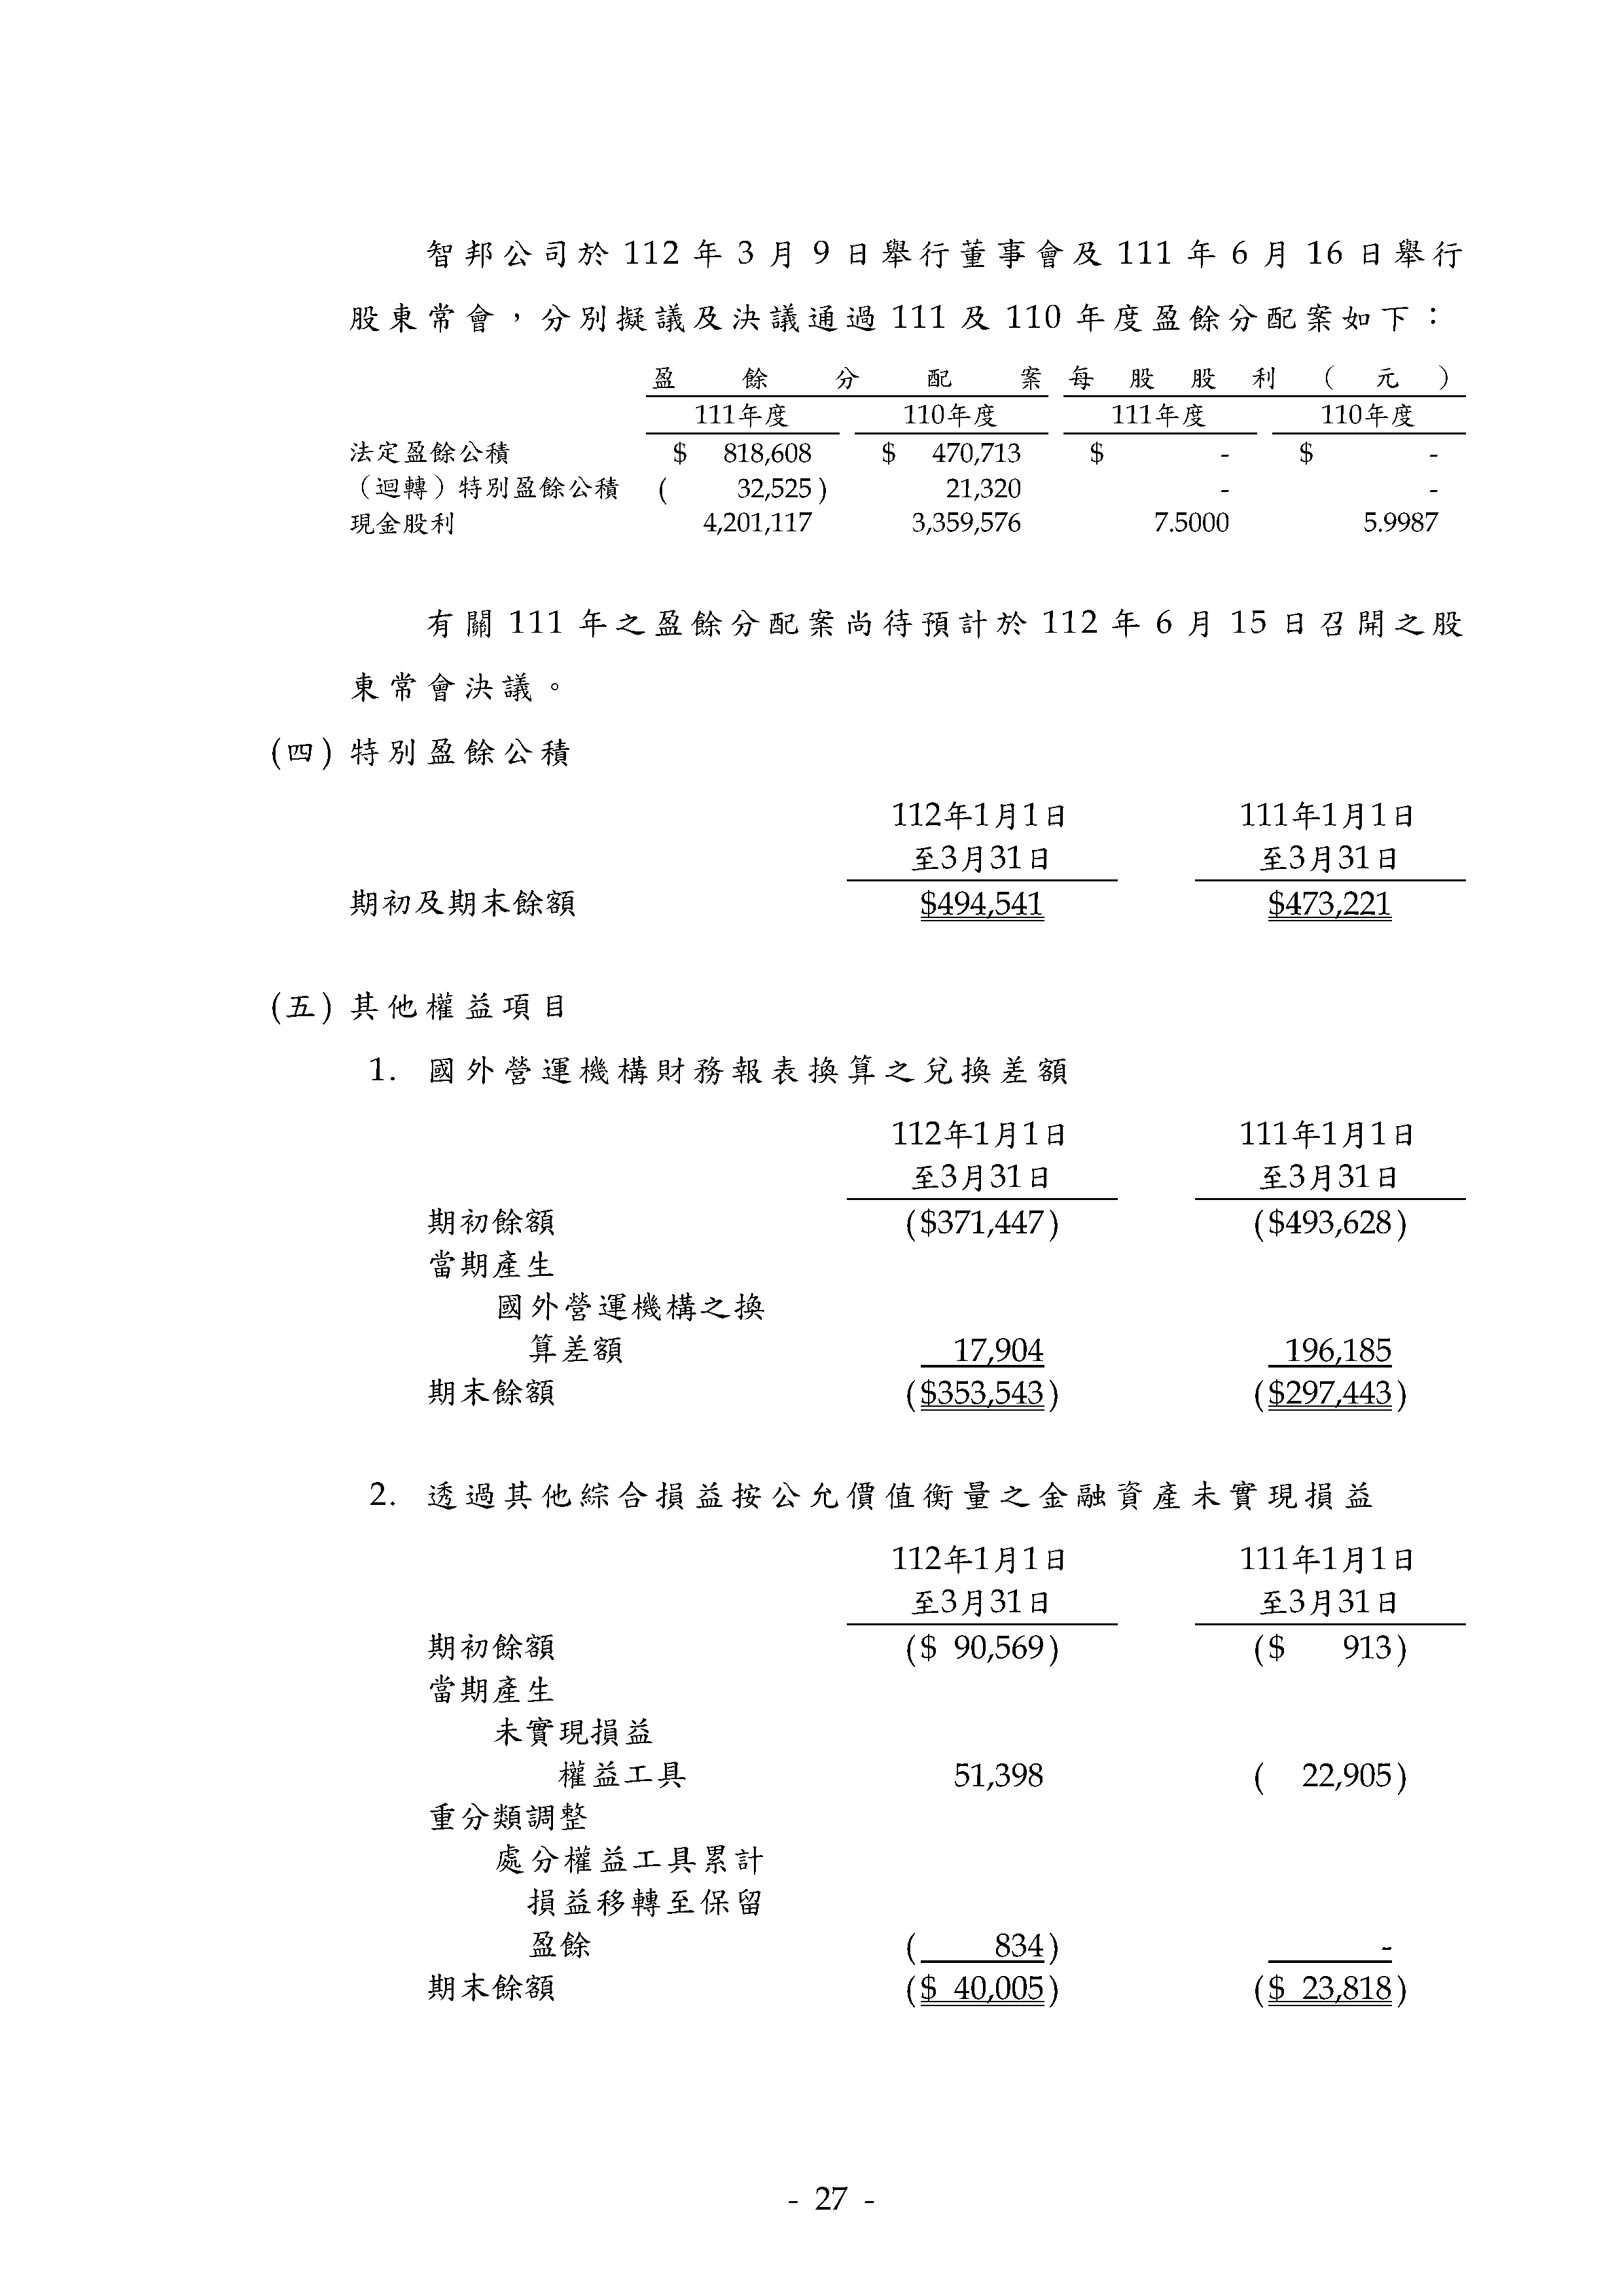 智邦公司於 112 年 3 月 9 日舉行董事會及 111 年 6 月 16 日舉行
股東常會，分別擬議及決議通過 111 及 110 年度盈餘分配案如下：
盈餘分配案 每股股利（元）
111年度 110年度 111年度 110年度
法定盈餘公積 $ 818,608 $ 470,713 $ - $ -
（迴轉）特別盈餘公積 ( 32,525) 21,320 - -
現金股利 4,201,117 3,359,576 7.5000 5.9987
有關 111 年之盈餘分配案尚待預計於 112 年 6 月 15 日召開之股
東常會決議。
(四) 特別盈餘公積
112年1月1日 111年1月1日
至3月31日 至3月31日
期初及期末餘額 $494,541 $473,221
(五) 其他權益項目
1. 國外營運機構財務報表換算之兌換差額
112年1月1日 111年1月1日
至3月31日 至3月31日
期初餘額 ($371,447) ($493,628)
當期產生
國外營運機構之換
算差額 17,904 196,185
期末餘額 ($353,543) ($297,443)
2. 透過其他綜合損益按公允價值衡量之金融資產未實現損益
112年1月1日 111年1月1日
至3月31日 至3月31日
期初餘額 ($ 90,569) ($ 913)
當期產生
未實現損益
權益工具 51,398 ( 22,905)
重分類調整
處分權益工具累計
損益移轉至保留
盈餘 ( 834) -
期末餘額 ($ 40,005) ($ 23,818)
- 27 -